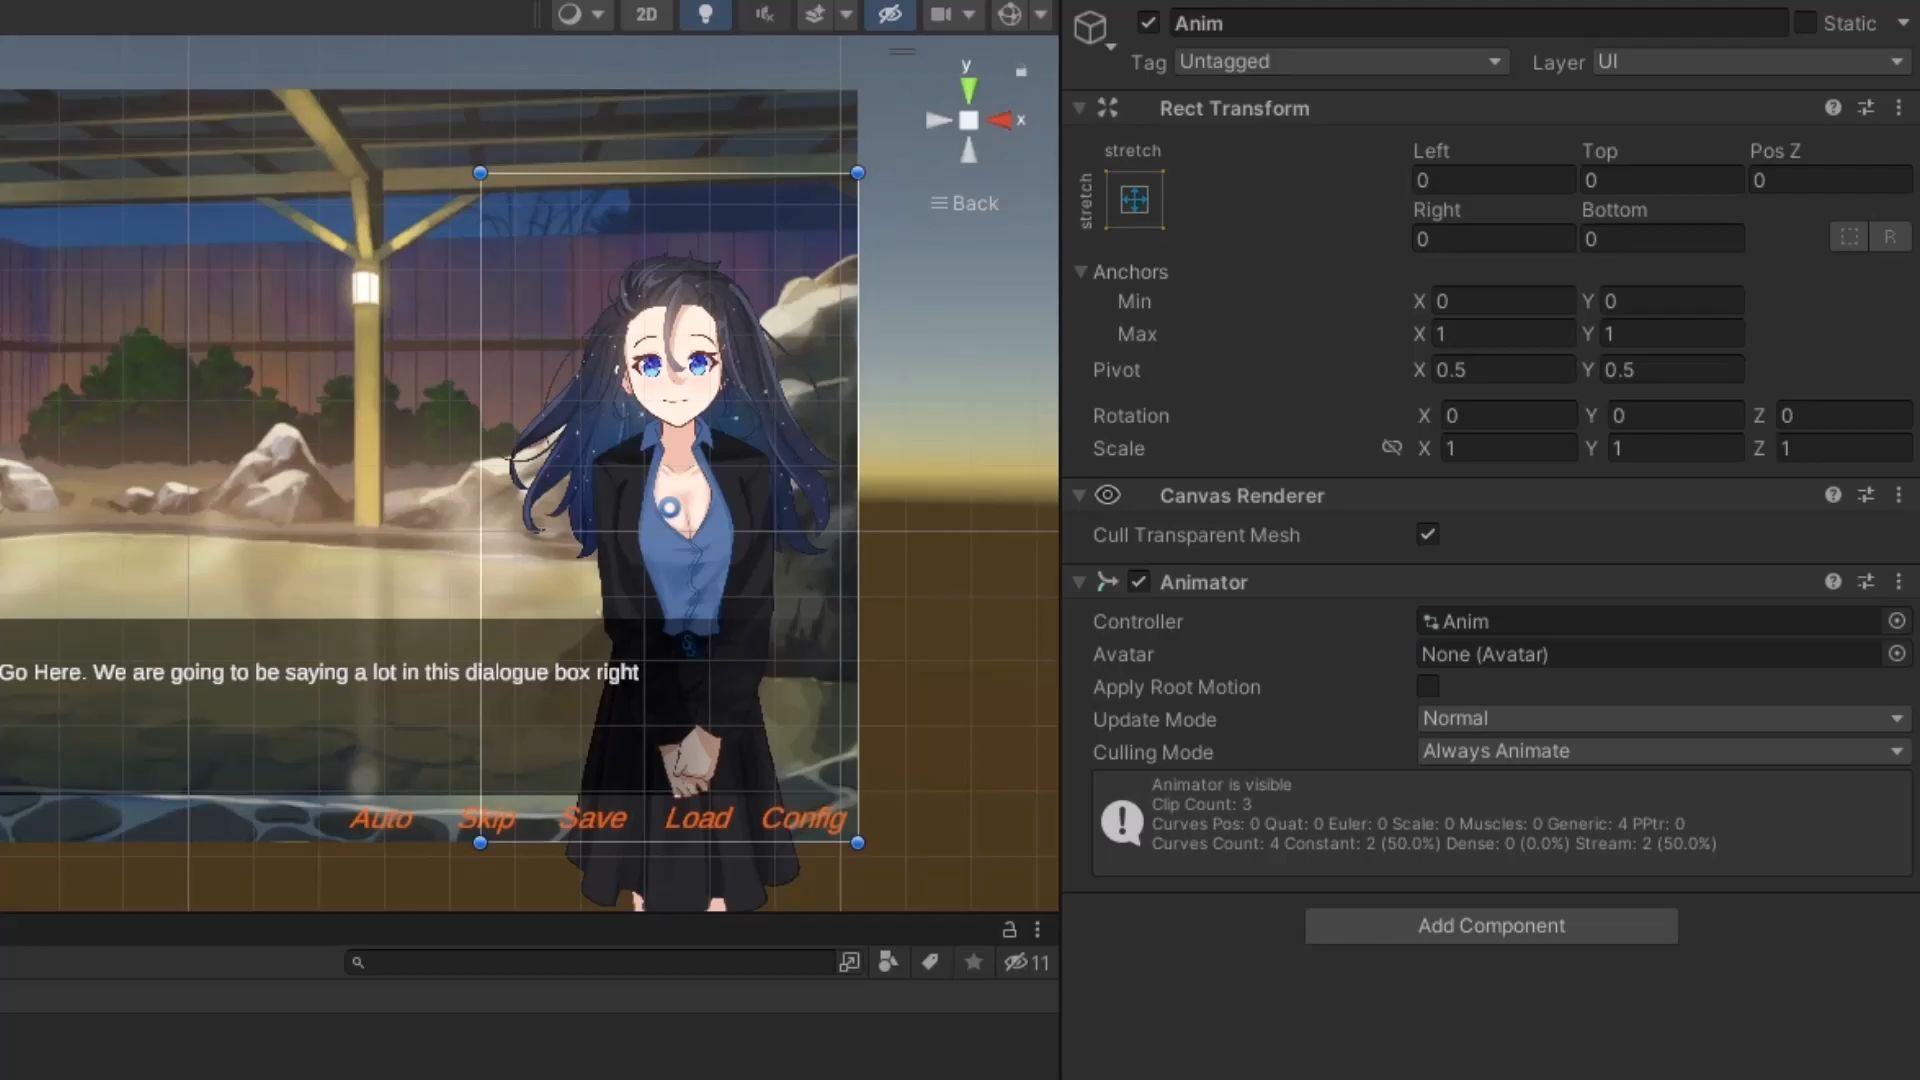 2D
Anim
Static
Tag Untagged
Layer UI
y
x
Back
Rect Transform
stretch
stretch
Left Top Pos Z
0 0 0
Right Bottom
0 0
R
Anchors
Min X 0 Y 0
Max X 1 Y 1
Pivot X 0.5 Y 0.5
Rotation X 0 Y 0 Z 0
Scale X 1 Y 1 Z 1
Canvas Renderer
Cull Transparent Mesh
Animator
Controller Anim
Avatar None (Avatar)
Apply Root Motion
Update Mode Normal
Culling Mode Always Animate
Animator is visible
Clip Count: 3
Curves Pos: 0 Quat: 0 Euler: 0 Scale: 0 Muscles: 0 Generic: 4 PPtr: 0
Curves Count: 4 Constant: 2 (50.0%) Dense: 0 (0.0%) Stream: 2 (50.0%)
Add Component
Go Here. We are going to be saying a lot in this dialogue box right
Auto Skip Save Load Config
11